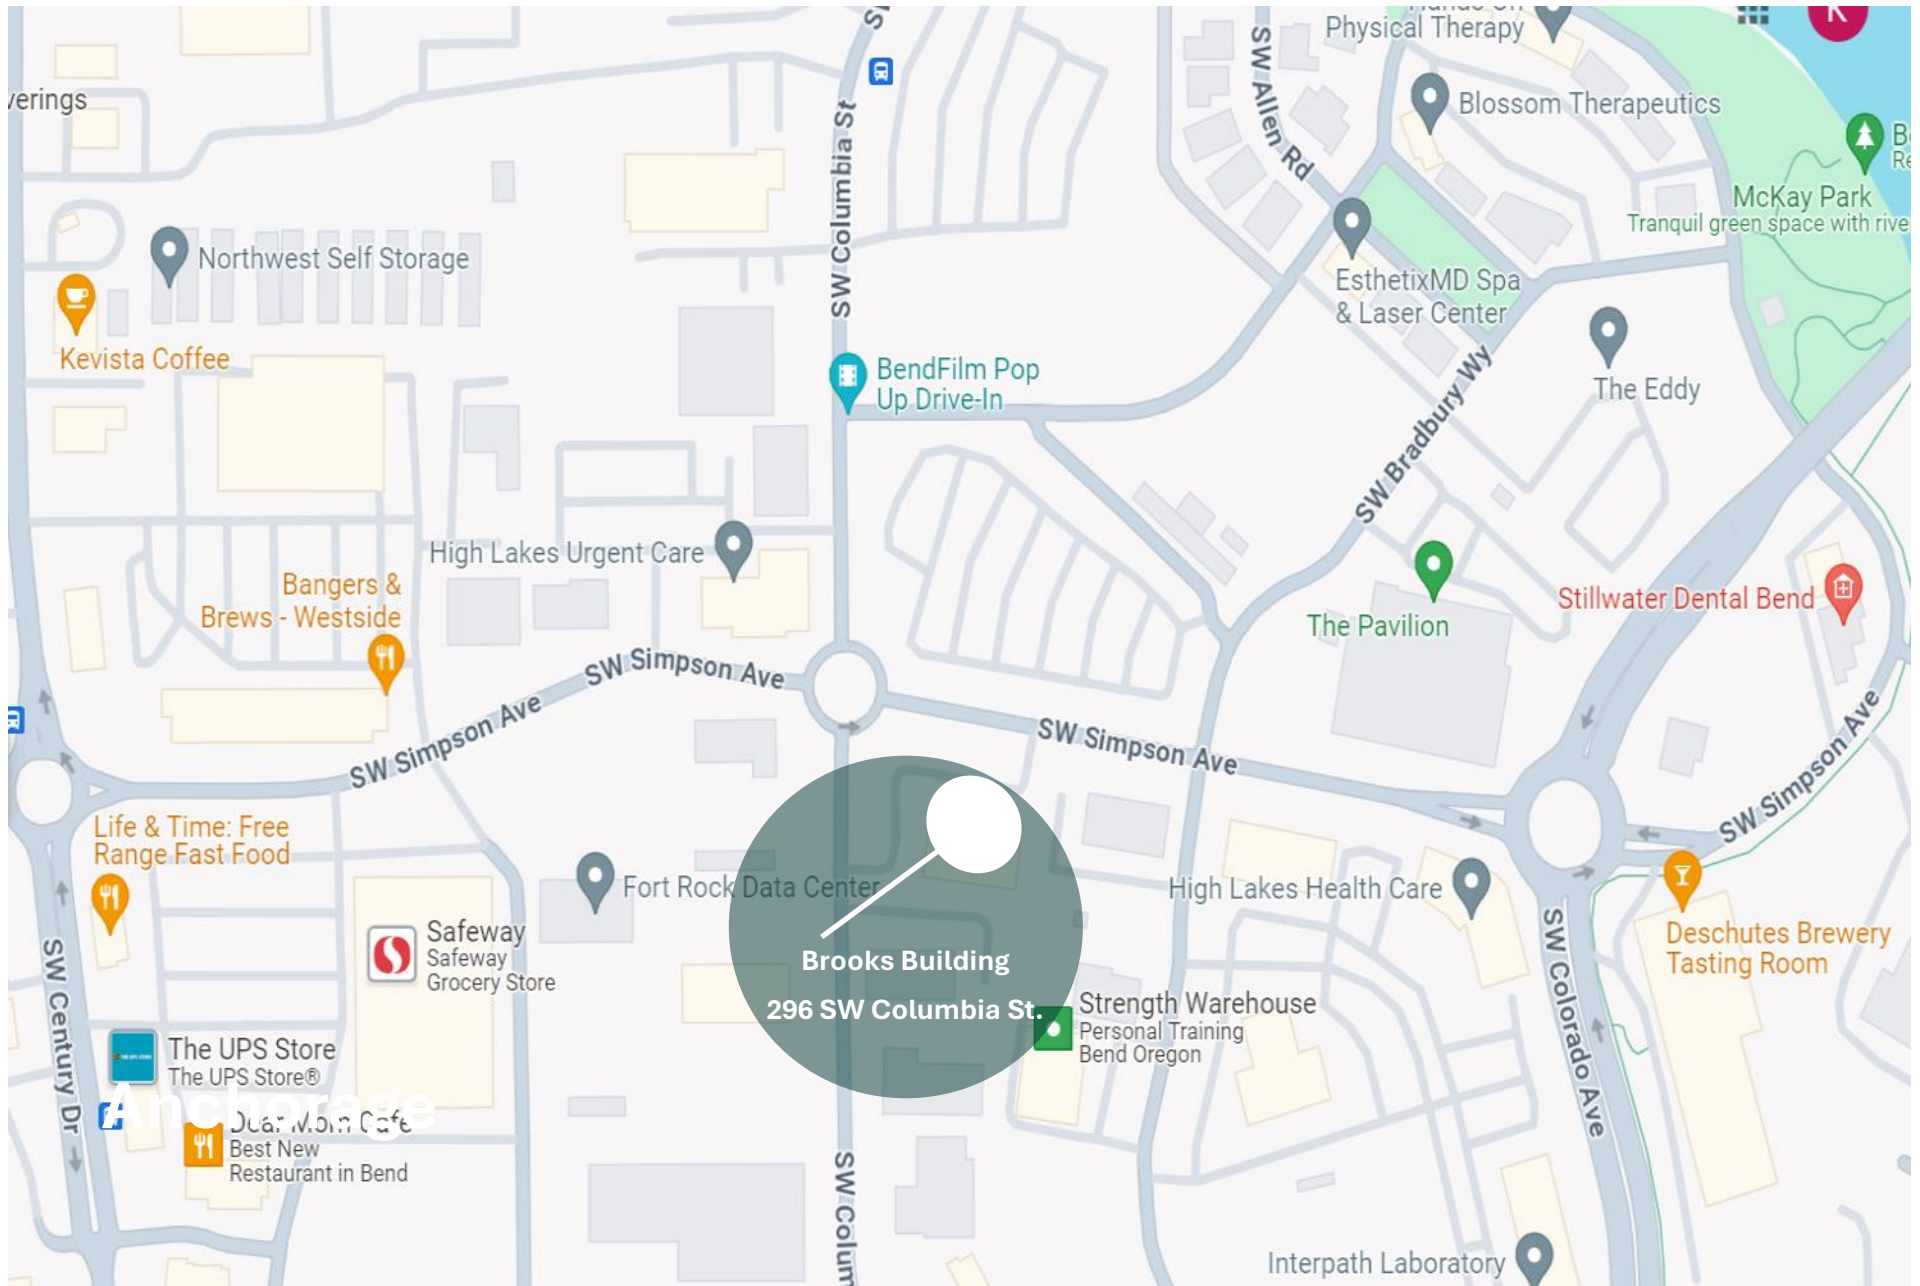 Physical Therapy
SW Allen Rd
Blossom Therapeutics
verings
SW Columbia St
McKay Park
Tranquil green space with rive
Northwest Self Storage
EsthetixMD Spa
& Laser Center
Kevista Coffee
BendFilm Pop
Up Drive-In
The Eddy
SW Bradbury Wy
High Lakes Urgent Care
Bangers &
Brews - Westside
Stillwater Dental Bend
The Pavilion
SW Simpson Ave
SW Simpson Ave
SW Simpson Ave
SW Simpson Ave
Life & Time: Free
Range Fast Food
Fort Rock Data Center
High Lakes Health Care
Safeway
Safeway
Grocery Store
Deschutes Brewery
Tasting Room
Brooks Building
296 SW Columbia St.
Strength Warehouse
Personal Training
Bend Oregon
SW Century Dr
SW Colorado Ave
The UPS Store
The UPS Store®
Anchorage
Dear Mom Cafe
Best New
Restaurant in Bend
SW Colum
Interpath Laboratory
K